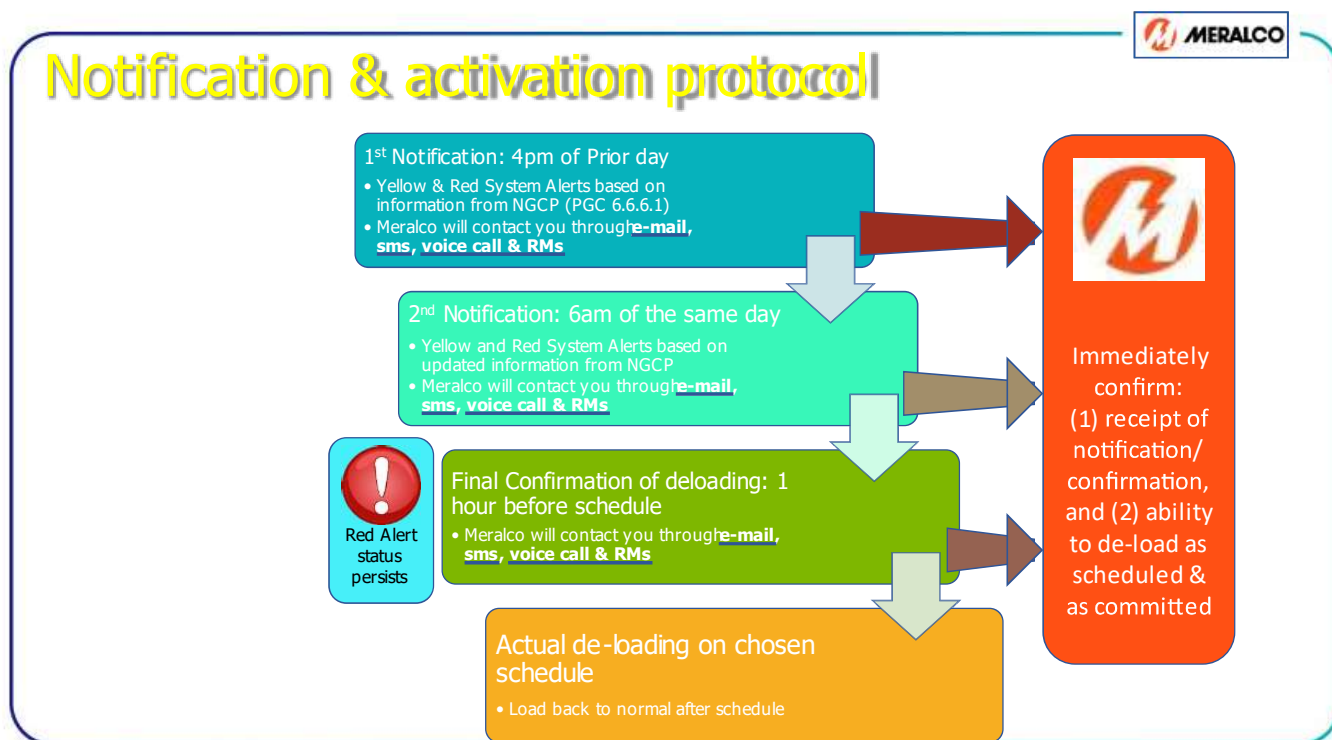 MERALCO
Notification & activation protocol
1st Notification: 4pm of Prior day
• Yellow & Red System Alerts based on
information from NGCP (PGC 6.6.6.1)
• Meralco will contact you through e-mail,
sms, voice call & RMs
2nd Notification: 6am of the same day
• Yellow and Red System Alerts based on
updated information from NGCP
• Meralco will contact you through e-mail,
sms, voice call & RMs
Red Alert
status
persists
Final Confirmation of deloading: 1
hour before schedule
• Meralco will contact you through e-mail,
sms, voice call & RMs
Actual de-loading on chosen
schedule
• Load back to normal after schedule
Immediately
confirm:
(1) receipt of
notification/
confirmation,
and (2) ability
to de-load as
scheduled &
as committed